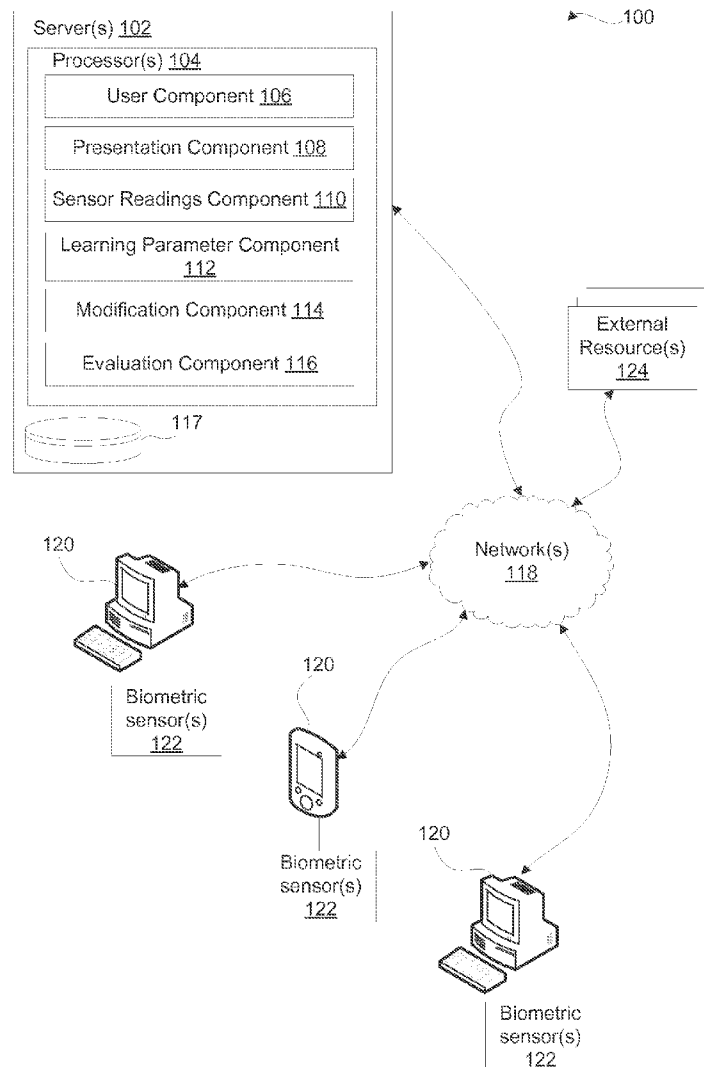 Server(s) 102
100
Processor(s) 104
User Component 106
Presentation Component 108
Sensor Readings Component 110
Learning Parameter Component
112
Modification Component 114
Evaluation Component 116
117
External
Resource(s)
124
Network(s)
118
120
Biometric
sensor(s)
122
120
Biometric
sensor(s)
122
120
Biometric
sensor(s)
122